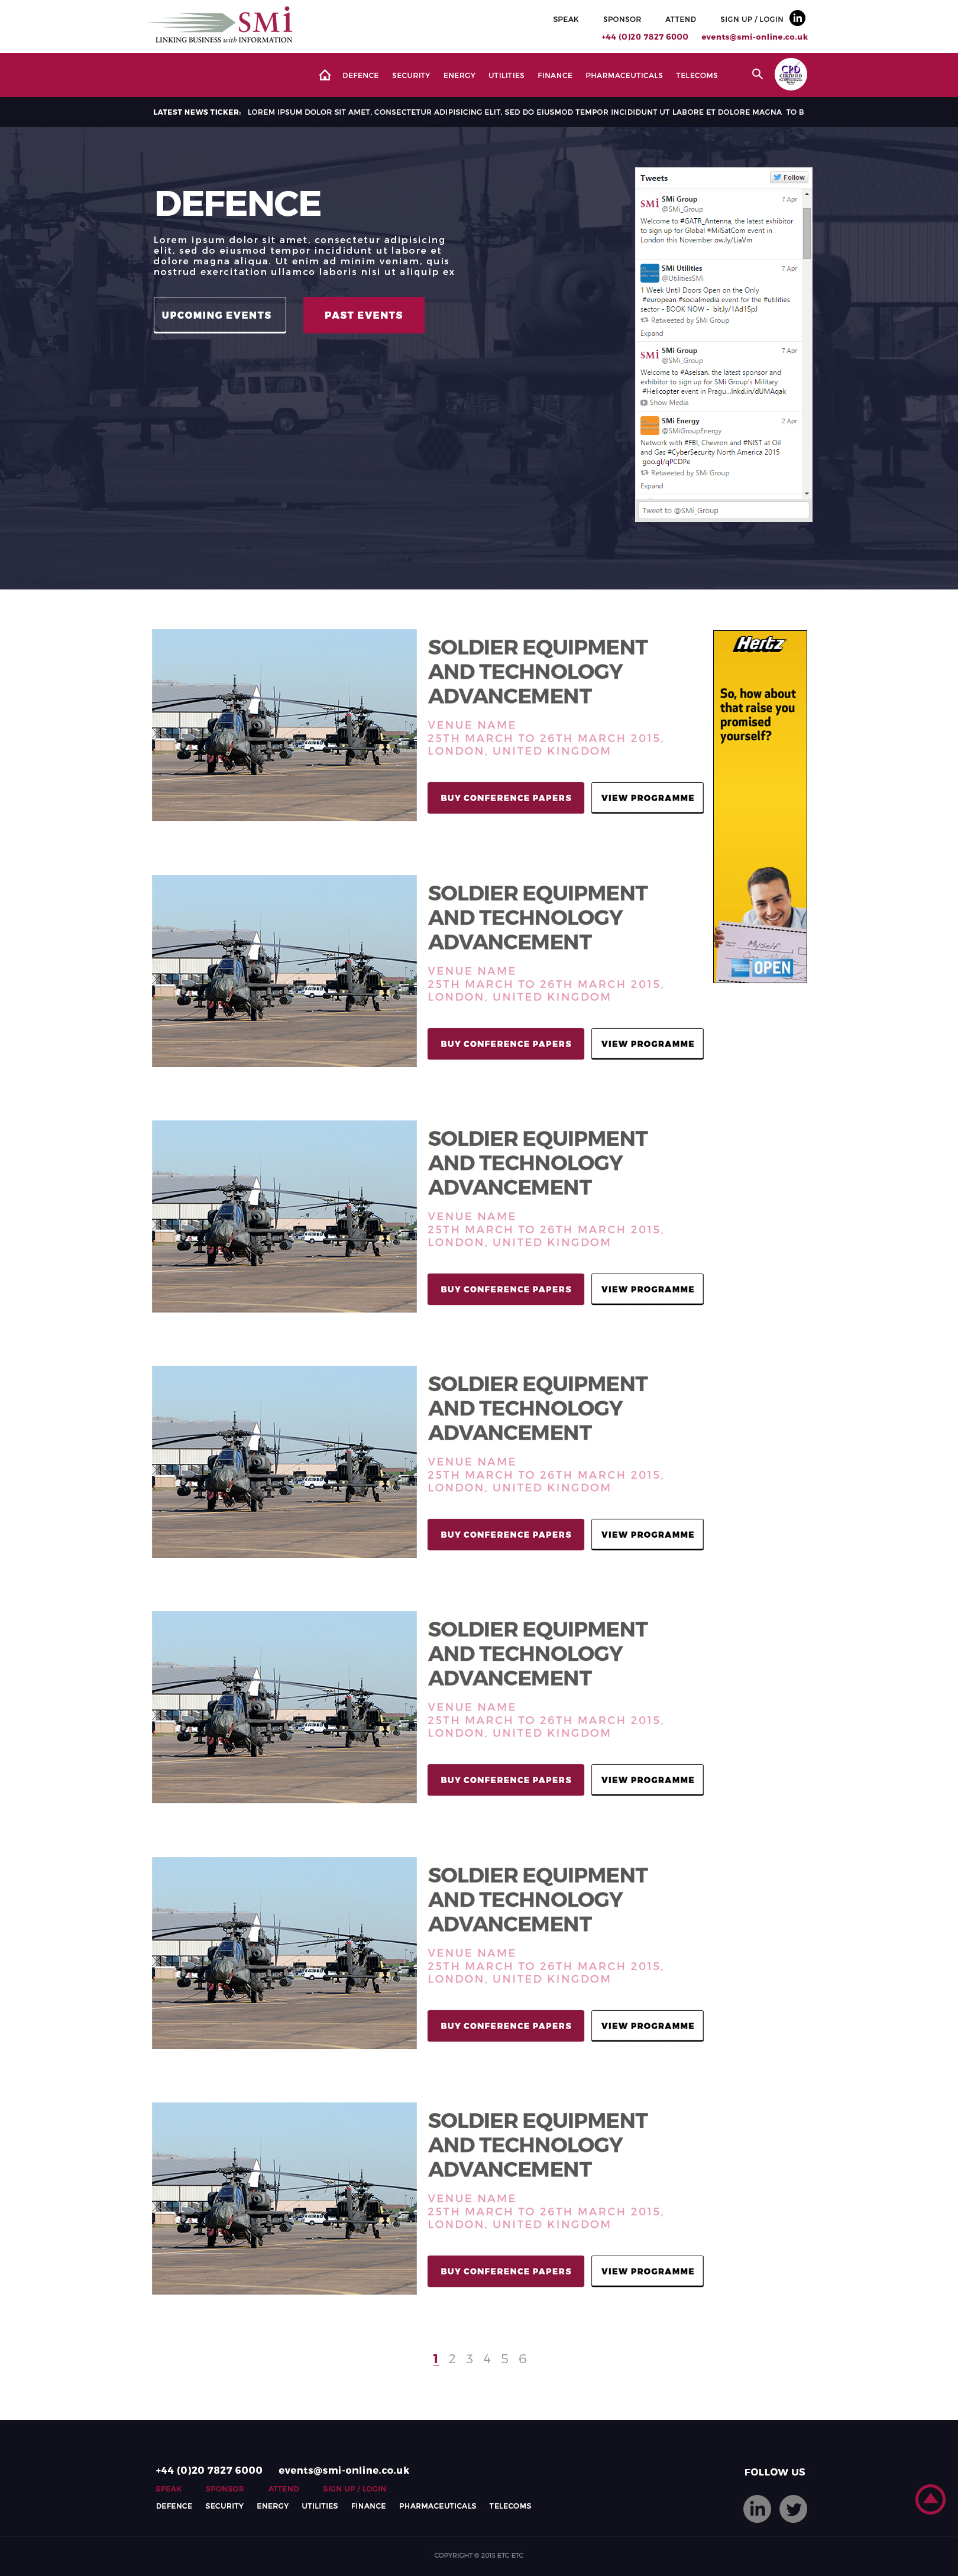 SMi
LINKING BUSINESS with INFORMATION
SPEAK SPONSOR ATTEND SIGN UP / LOGIN in
+44 (0)20 7827 6000 events@smi-online.co.uk
DEFENCE SECURITY ENERGY UTILITIES FINANCE PHARMACEUTICALS TELECOMS
CPD
CERTIFIED
LATEST NEWS TICKER: LOREM IPSUM DOLOR SIT AMET, CONSECTETUR ADIPISICING ELIT, SED DO EIUSMOD TEMPOR INCIDIDUNT UT LABORE ET DOLORE MAGNA TO B
DEFENCE
Lorem ipsum dolor sit amet, consectetur adipisicing
elit, sed do eiusmod tempor incididunt ut labore et
dolore magna aliqua. Ut enim ad minim veniam, quis
nostrud exercitation ullamco laboris nisi ut aliquip ex
UPCOMING EVENTS PAST EVENTS
Tweets Follow
SMi SMi Group 7 Apr
@SMi_Group
Welcome to #GATR_Antenna, the latest exhibitor
to sign up for Global #MilSatCom event in
London this November ow.ly/LiaVm
SMi Utilities 7 Apr
@UtilitiesSMi
1 Week Until Doors Open on the Only
#european #socialmedia event for the #utilities
sector - BOOK NOW - bit.ly/1Ad1SpJ
Retweeted by SMi Group
Expand
SMi SMi Group 7 Apr
@SMi_Group
Welcome to #Aselsan. the latest sponsor and
exhibitor to sign up for SMi Group's Military
#Helicopter event in Pragu...lnkd.in/dUMAqak
Show Media
SMi Energy 2 Apr
@SMiGroupEnergy
Network with #FBI, Chevron and #NIST at Oil
and Gas #CyberSecurity North America 2015
goo.gl/qPCDPe
Retweeted by SMi Group
Expand
Tweet to @SMi_Group
SOLDIER EQUIPMENT
AND TECHNOLOGY
ADVANCEMENT
VENUE NAME
25TH MARCH TO 26TH MARCH 2015,
LONDON, UNITED KINGDOM
BUY CONFERENCE PAPERS VIEW PROGRAMME
Hertz
So, how about
that raise you
promised
yourself?
Myself
OPEN
SOLDIER EQUIPMENT
AND TECHNOLOGY
ADVANCEMENT
VENUE NAME
25TH MARCH TO 26TH MARCH 2015,
LONDON, UNITED KINGDOM
BUY CONFERENCE PAPERS VIEW PROGRAMME
SOLDIER EQUIPMENT
AND TECHNOLOGY
ADVANCEMENT
VENUE NAME
25TH MARCH TO 26TH MARCH 2015,
LONDON, UNITED KINGDOM
BUY CONFERENCE PAPERS VIEW PROGRAMME
SOLDIER EQUIPMENT
AND TECHNOLOGY
ADVANCEMENT
VENUE NAME
25TH MARCH TO 26TH MARCH 2015,
LONDON, UNITED KINGDOM
BUY CONFERENCE PAPERS VIEW PROGRAMME
SOLDIER EQUIPMENT
AND TECHNOLOGY
ADVANCEMENT
VENUE NAME
25TH MARCH TO 26TH MARCH 2015,
LONDON, UNITED KINGDOM
BUY CONFERENCE PAPERS VIEW PROGRAMME
SOLDIER EQUIPMENT
AND TECHNOLOGY
ADVANCEMENT
VENUE NAME
25TH MARCH TO 26TH MARCH 2015,
LONDON, UNITED KINGDOM
BUY CONFERENCE PAPERS VIEW PROGRAMME
SOLDIER EQUIPMENT
AND TECHNOLOGY
ADVANCEMENT
VENUE NAME
25TH MARCH TO 26TH MARCH 2015,
LONDON, UNITED KINGDOM
BUY CONFERENCE PAPERS VIEW PROGRAMME
1 2 3 4 5 6
+44 (0)20 7827 6000 events@smi-online.co.uk
FOLLOW US
SPEAK SPONSOR ATTEND SIGN UP / LOGIN
DEFENCE SECURITY ENERGY UTILITIES FINANCE PHARMACEUTICALS TELECOMS
in
COPYRIGHT © 2015 ETC ETC